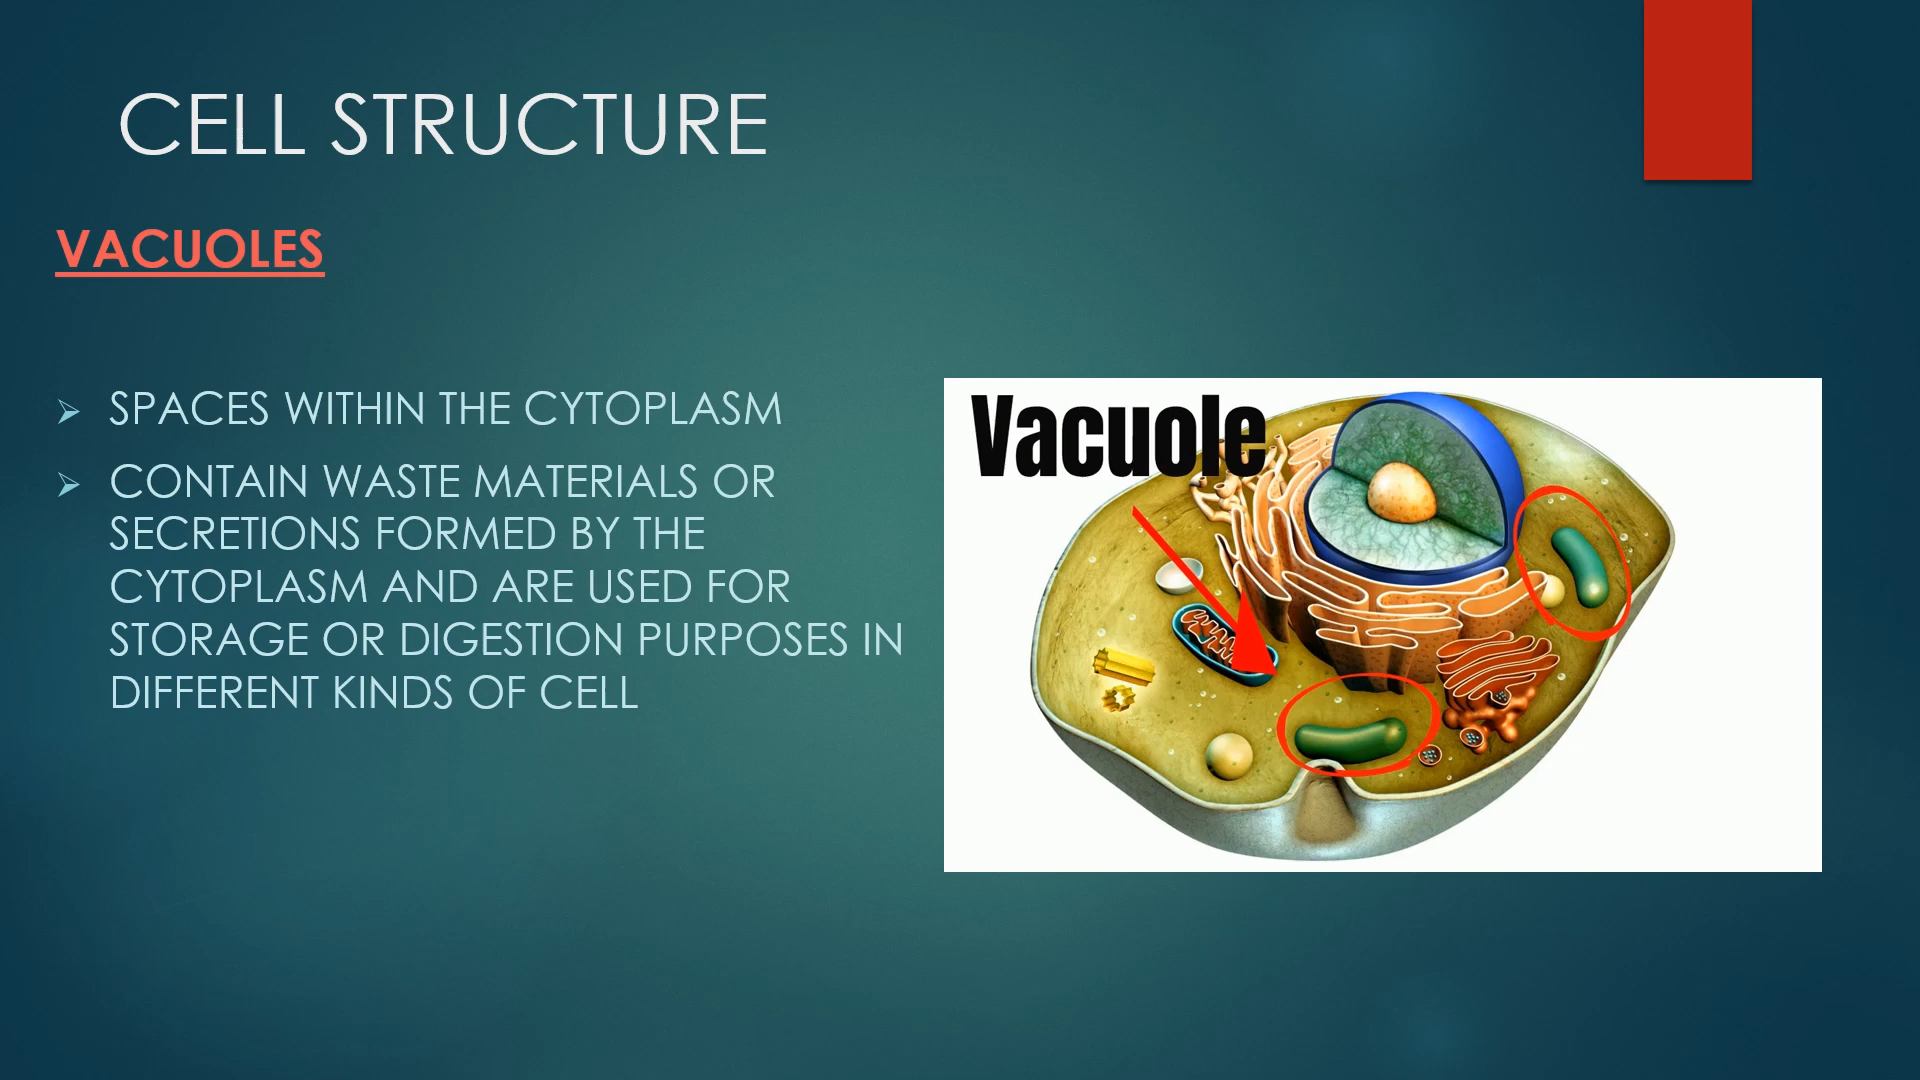 CELL STRUCTURE
VACUOLES
SPACES WITHIN THE CYTOPLASM
CONTAIN WASTE MATERIALS OR
SECRETIONS FORMED BY THE
CYTOPLASM AND ARE USED FOR
STORAGE OR DIGESTION PURPOSES IN
DIFFERENT KINDS OF CELL
Vacuole